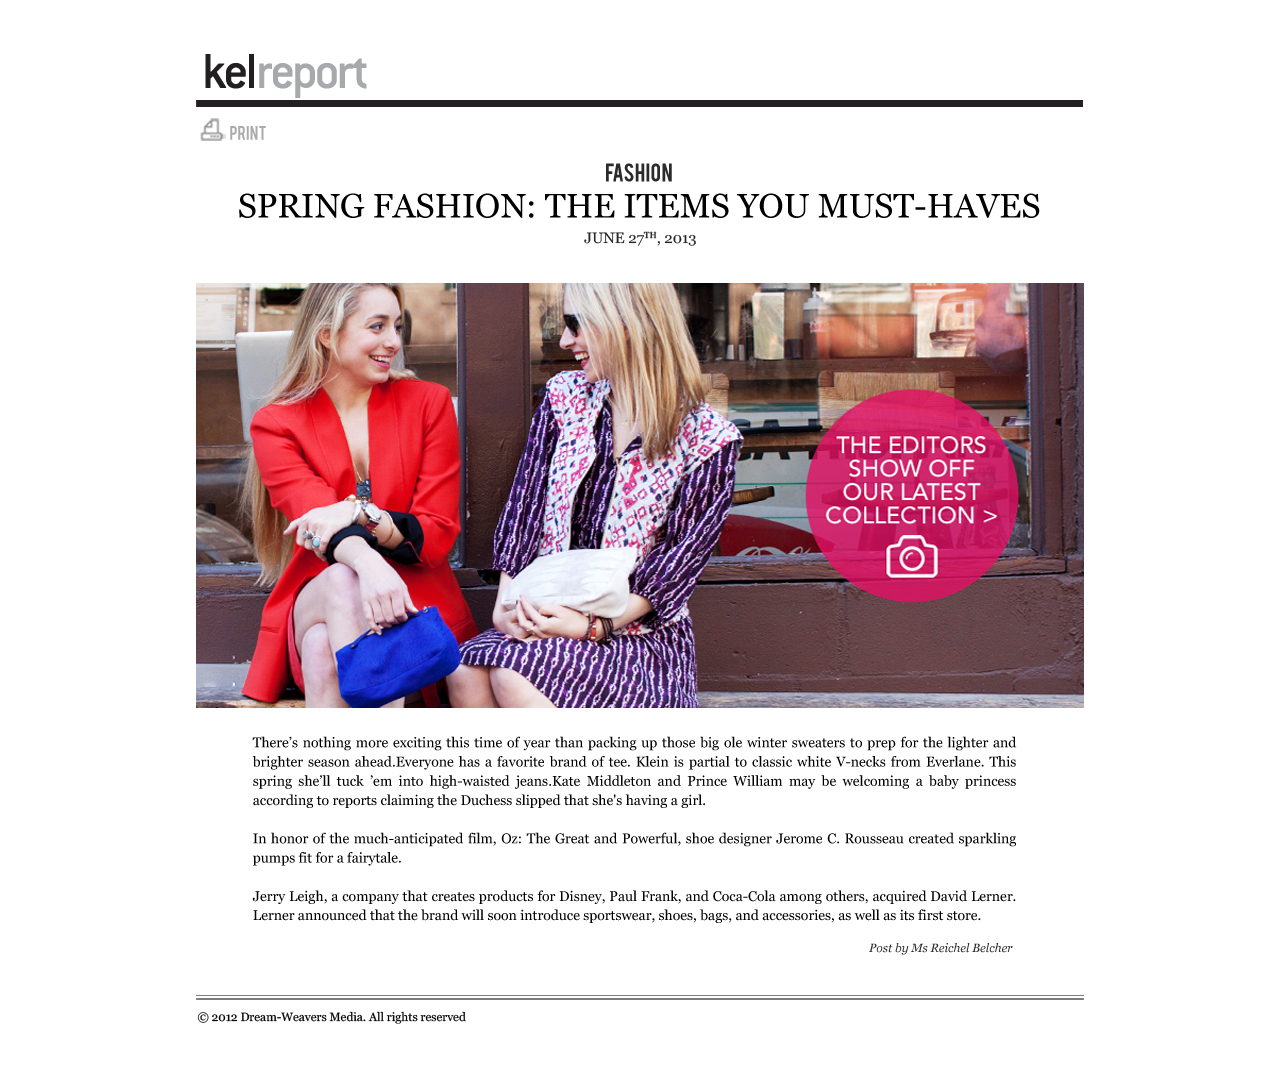 kelreport
PRINT
FASHION
SPRING FASHION: THE ITEMS YOU MUST-HAVES
JUNE 27TH, 2013
THE EDITORS
SHOW OFF
OUR LATEST
COLLECTION >
There’s nothing more exciting this time of year than packing up those big ole winter sweaters to prep for the lighter and
brighter season ahead.Everyone has a favorite brand of tee. Klein is partial to classic white V-necks from Everlane. This
spring she’ll tuck ’em into high-waisted jeans.Kate Middleton and Prince William may be welcoming a baby princess
according to reports claiming the Duchess slipped that she's having a girl.
In honor of the much-anticipated film, Oz: The Great and Powerful, shoe designer Jerome C. Rousseau created sparkling
pumps fit for a fairytale.
Jerry Leigh, a company that creates products for Disney, Paul Frank, and Coca-Cola among others, acquired David Lerner.
Lerner announced that the brand will soon introduce sportswear, shoes, bags, and accessories, as well as its first store.
Post by Ms Reichel Belcher
© 2012 Dream-Weavers Media. All rights reserved